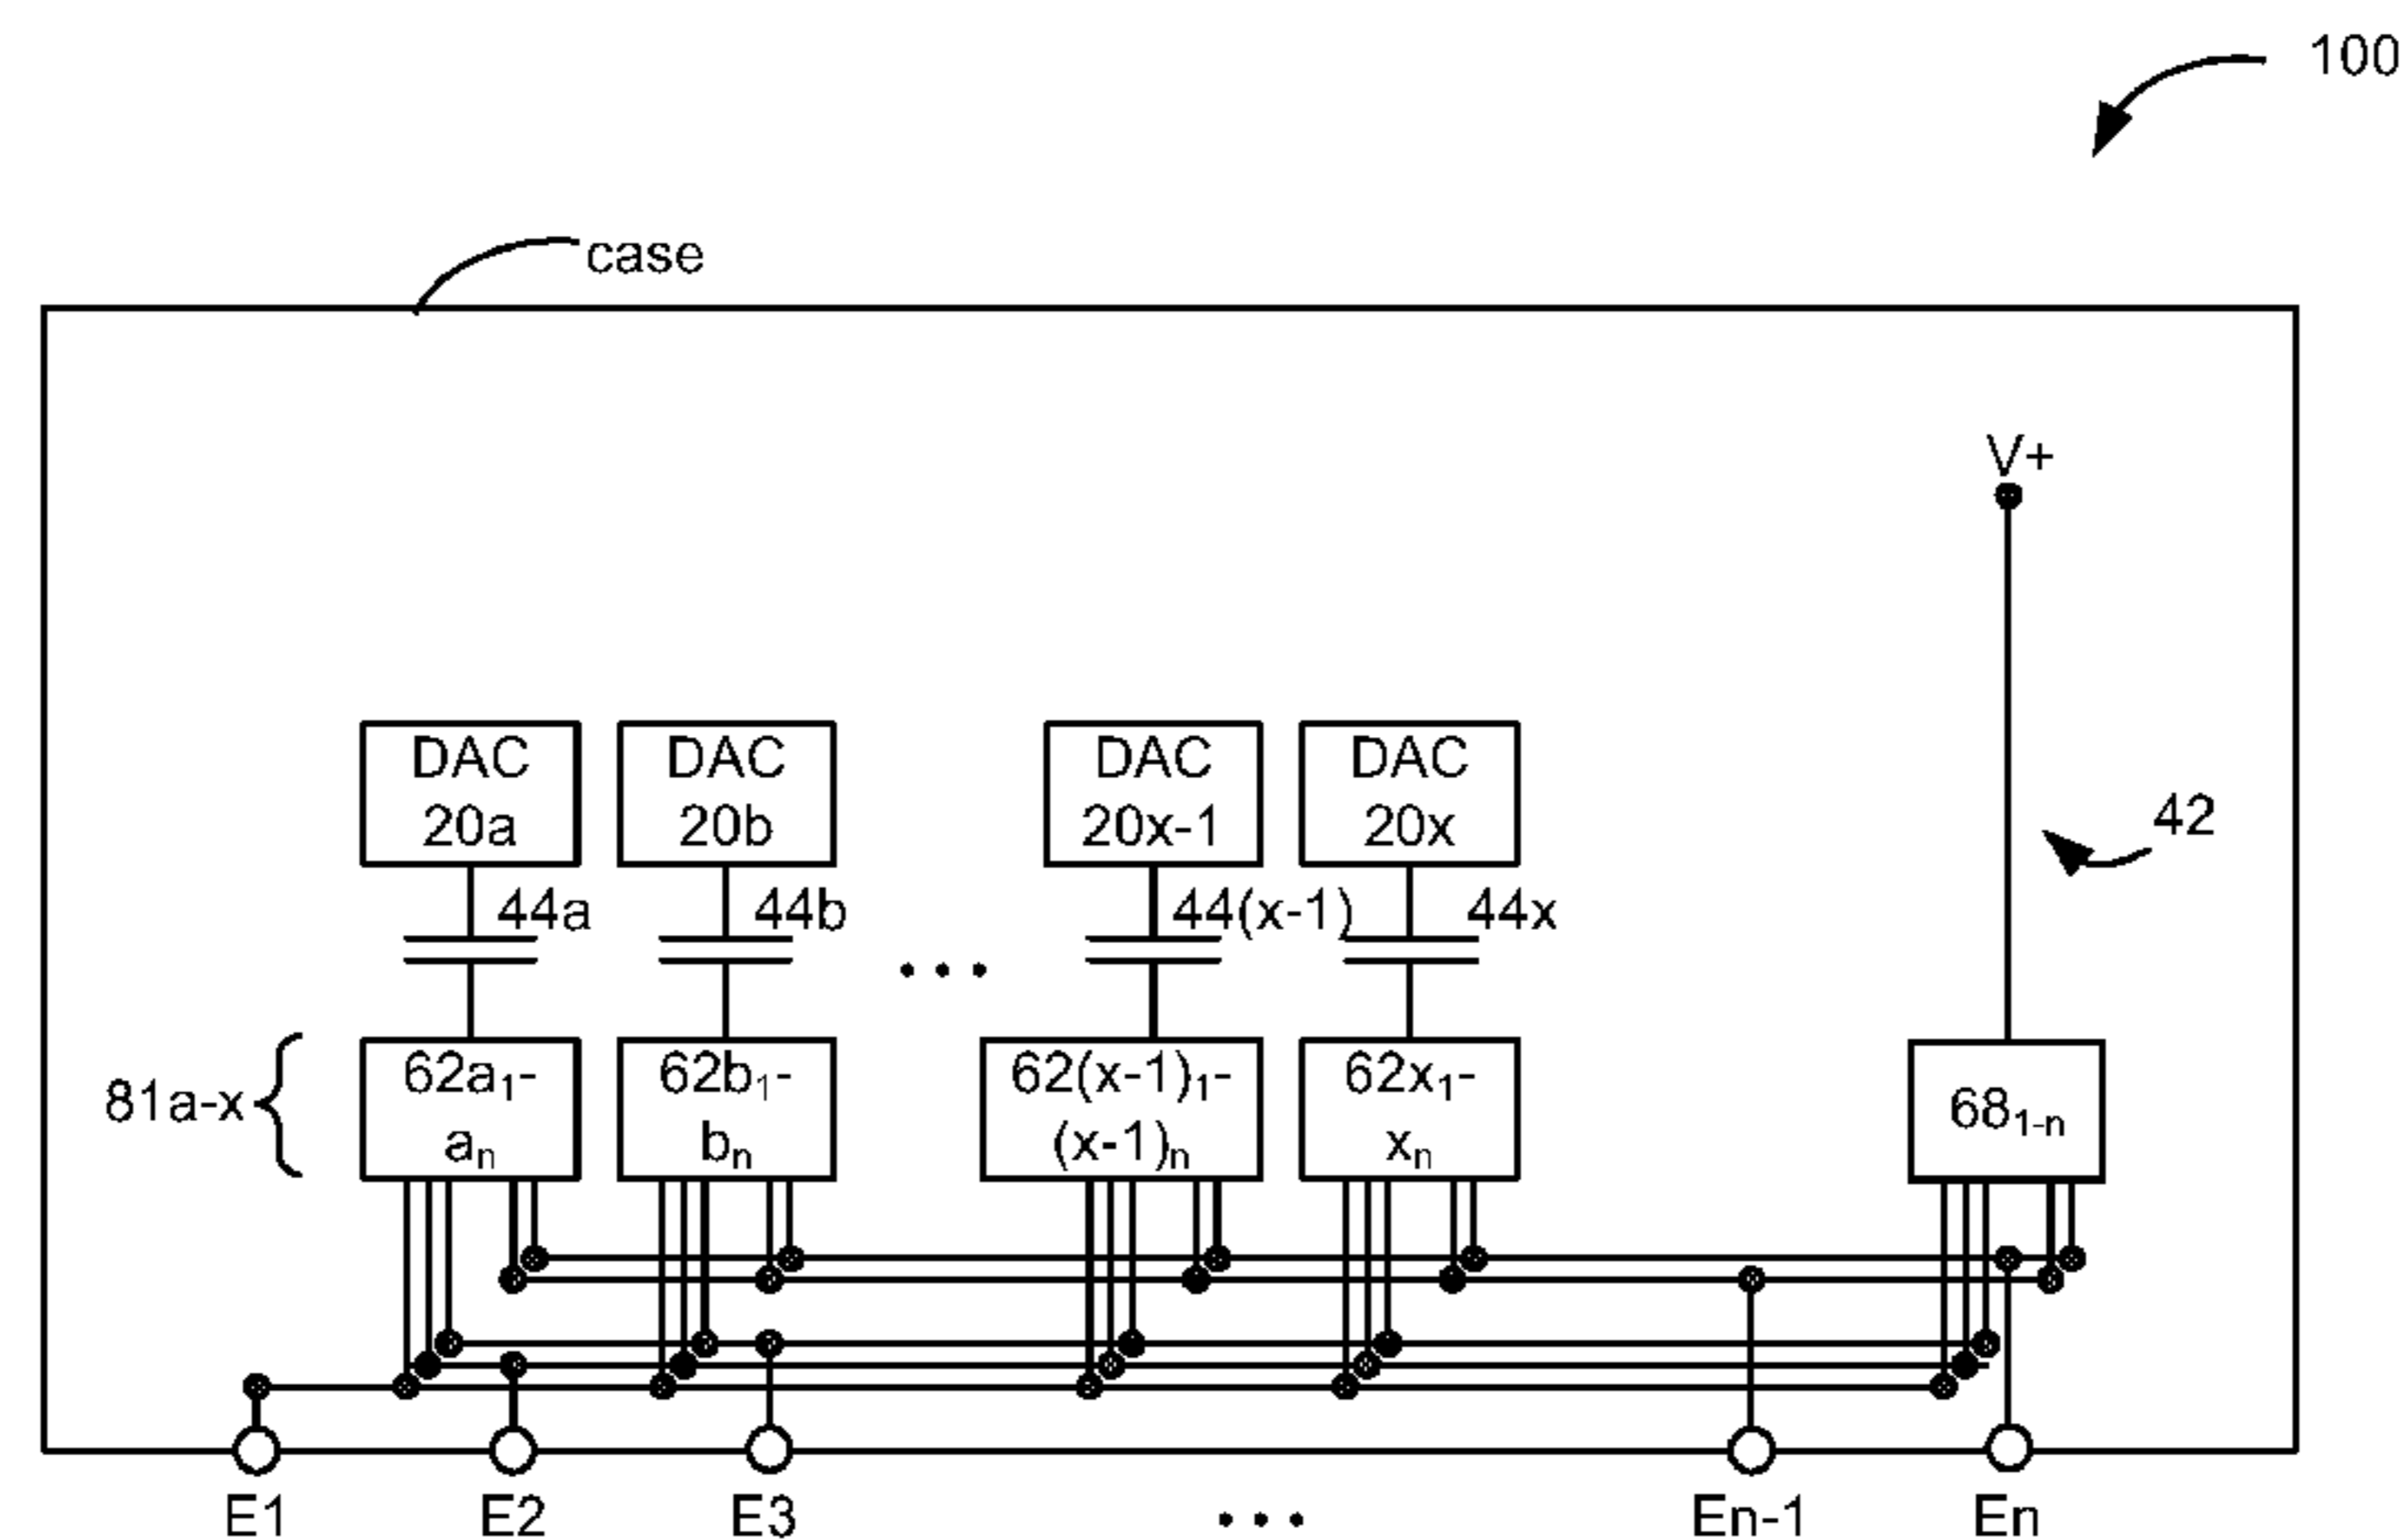 100
case
V+
DAC
20a
DAC
20b
DAC
20x-1
DAC
20x
42
44a
44b
44(x-1)
44x
...
81a-x
62a₁-
aₙ
62b₁-
bₙ
62(x-1)₁-
(x-1)ₙ
62x₁-
xₙ
68₁₋ₙ
E1
E2
E3
...
En-1
En